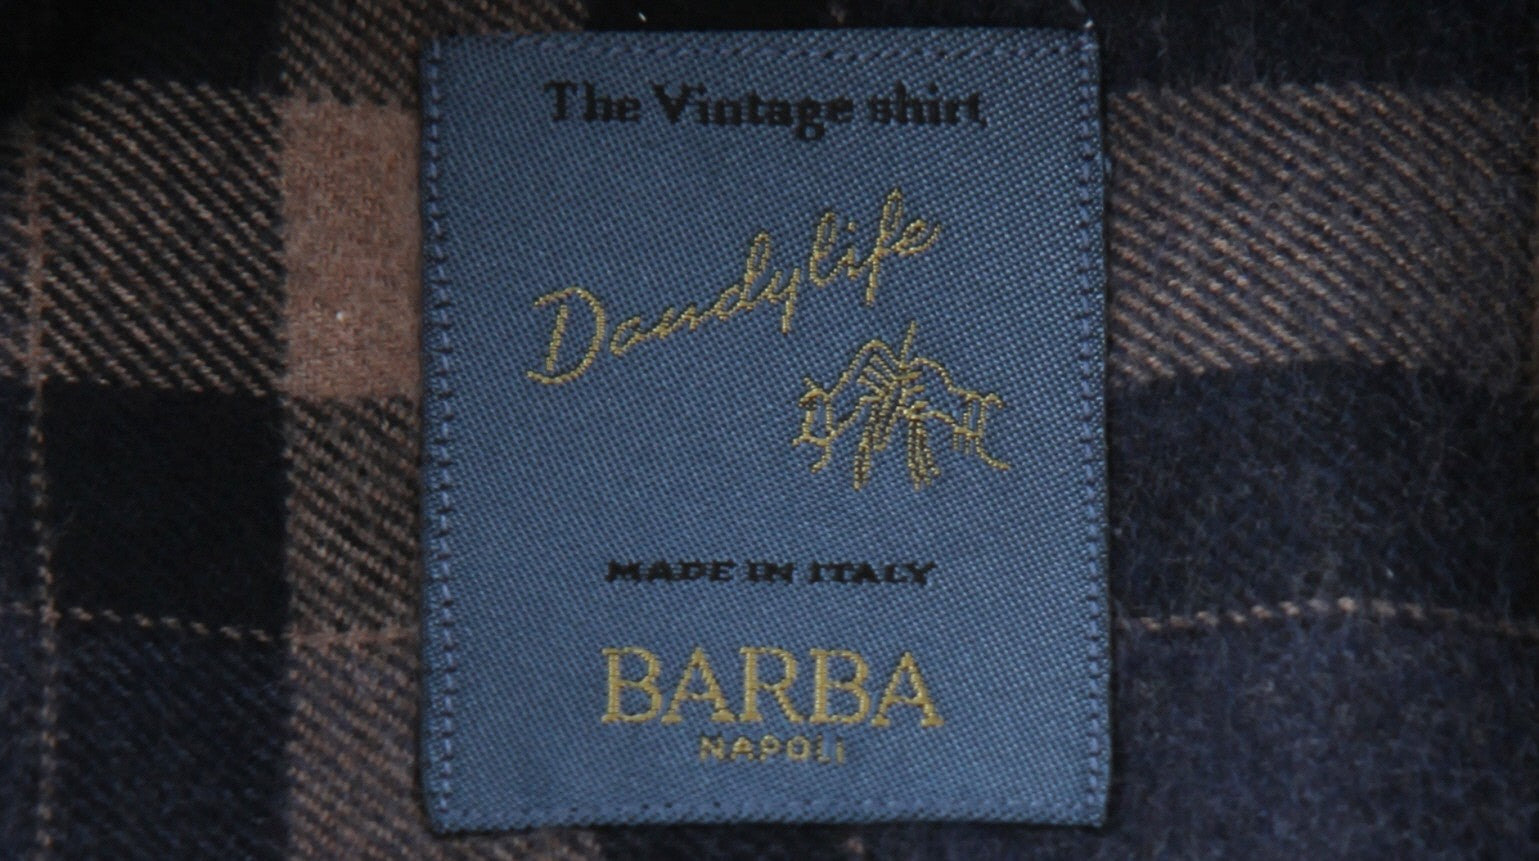 The Vintage shirt
Dandylife
MADE IN ITALY
BARBA
NAPOLI